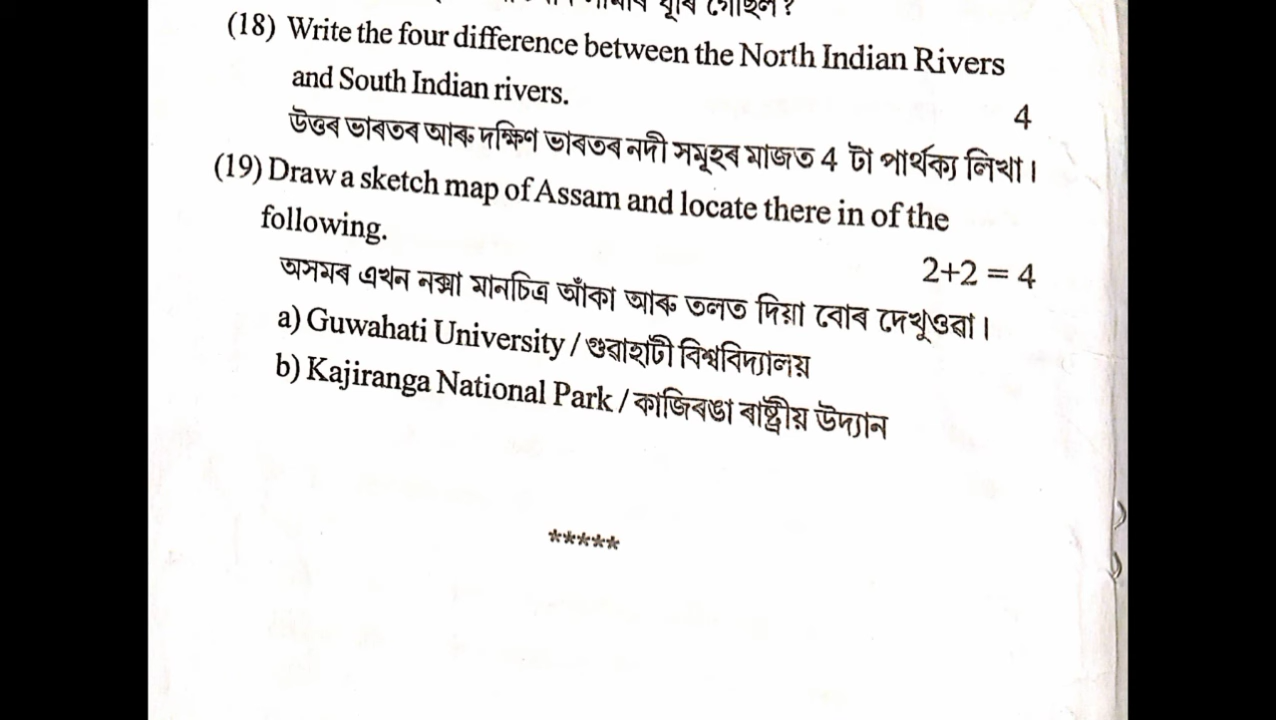 গৈছিল?
(18) Write the four difference between the North Indian Rivers
and South Indian rivers. 4
উত্তৰ ভাৰতৰ আৰু দক্ষিণ ভাৰতৰ নদী সমূহৰ মাজত 4 টা পাৰ্থক্য লিখা।
(19) Draw a sketch map of Assam and locate there in of the
following. 2+2 = 4
অসমৰ এখন নক্সা মানচিত্ৰ আঁকা আৰু তলত দিয়া বোৰ দেখুওৱা।
a) Guwahati University / গুৱাহাটী বিশ্ববিদ্যালয়
b) Kajiranga National Park / কাজিৰঙা ৰাষ্ট্ৰীয় উদ্যান
*****